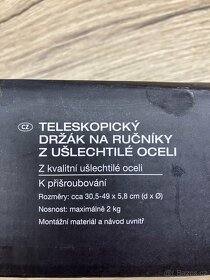 CZ TELESKOPICKÝ
DRŽÁK NA RUČNÍKY
Z UŠLECHTILÉ OCELI
Z kvalitní ušlechtilé oceli
K přišroubování
Rozměry: cca 30,5-49 x 5,8 cm (d x Ø)
Nosnost: maximálně 2 kg
Montážní materiál a návod uvnitř